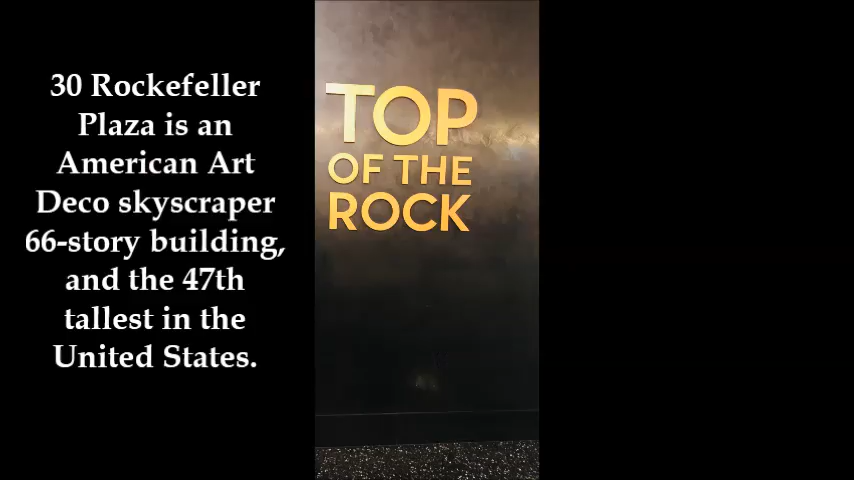 30 Rockefeller
Plaza is an
American Art
Deco skyscraper
66-story building,
and the 47th
tallest in the
United States.
TOP
OF THE
ROCK